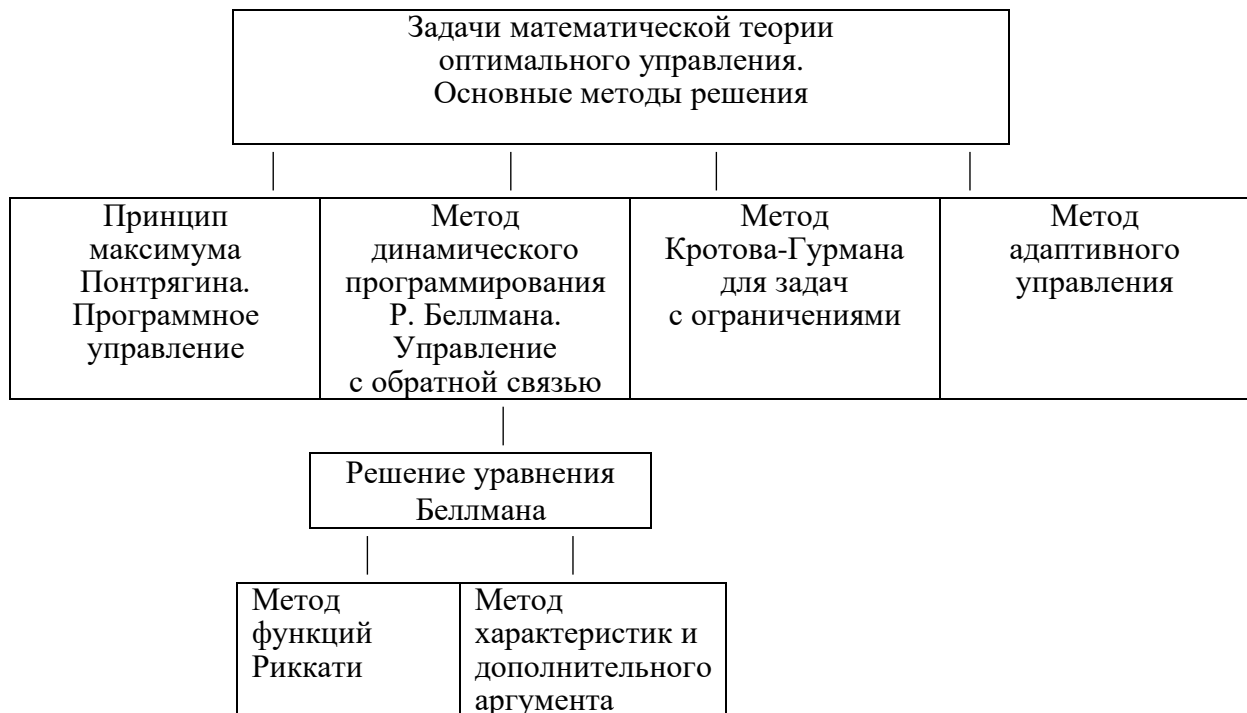 Задачи математической теории
оптимального управления.
Основные методы решения
Принцип
максимума
Понтрягина.
Программное
управление
Метод
динамического
программирования
Р. Беллмана.
Управление
с обратной связью
Метод
Кротова-Гурмана
для задач
с ограничениями
Метод
адаптивного
управления
Решение уравнения
Беллмана
Метод
функций
Риккати
Метод
характеристик и
дополнительного
аргумента